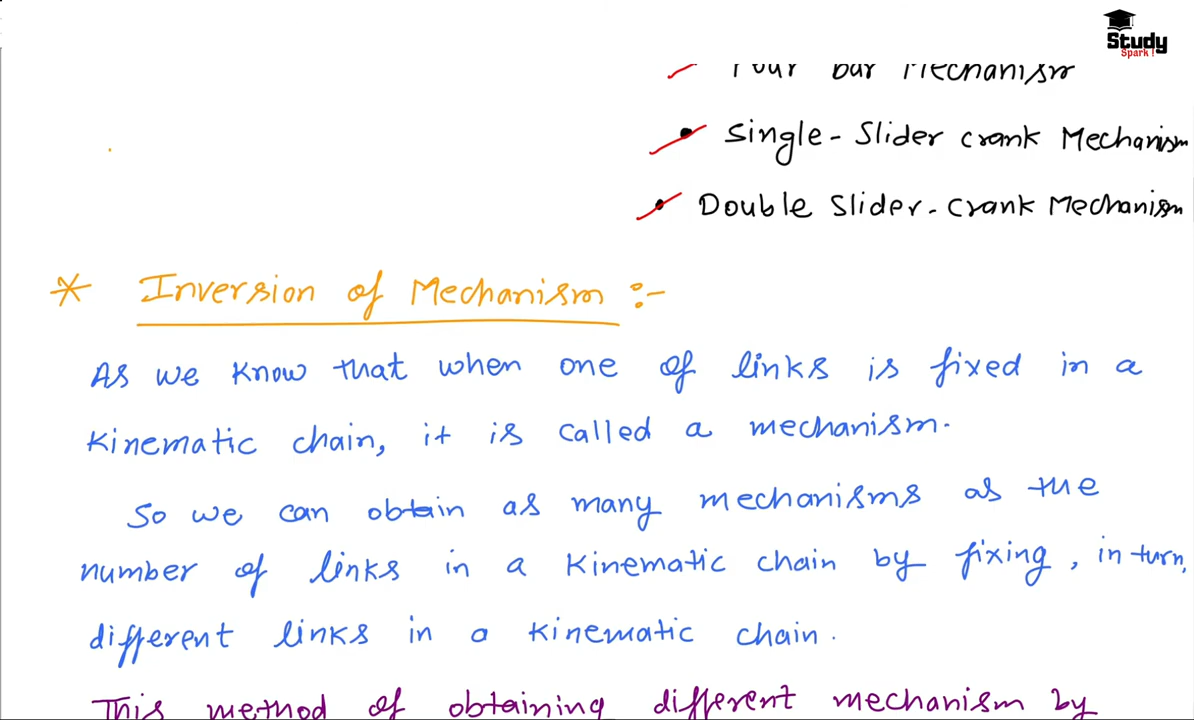 Study
Spark !
Four bar Mechanism
Single-Slider crank Mechanism
Double Slider-crank Mechanism
* Inversion of Mechanism :-
As we know that when one of links is fixed in a
kinematic chain, it is called a mechanism.
So we can obtain as many mechanisms as the
number of links in a kinematic chain by fixing, in turn,
different links in a kinematic chain.
This method of obtaining different mechanism by